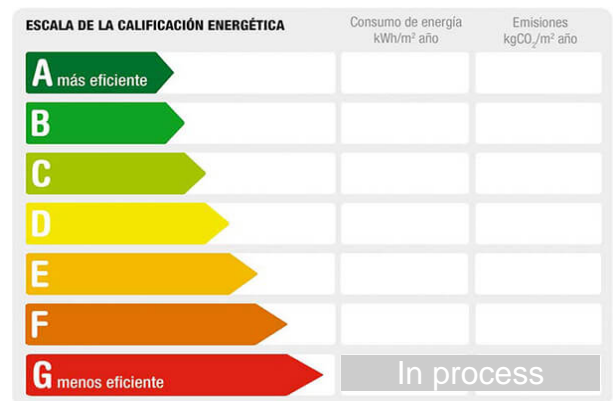 ESCALA DE LA CALIFICACIÓN ENERGÉTICA
Consumo de energía
kWh/m² año
Emisiones
kgCO₂/m² año
A más eficiente
B
C
D
E
F
G menos eficiente
In process